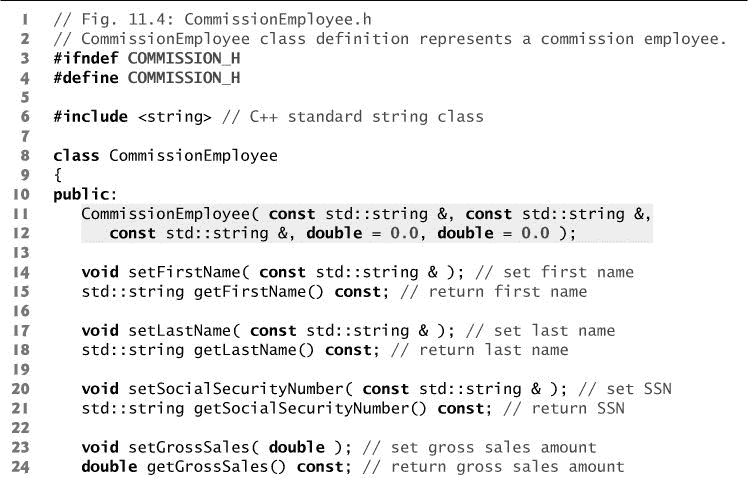 1 // Fig. 11.4: CommissionEmployee.h
2 // CommissionEmployee class definition represents a commission employee.
3 #ifndef COMMISSION_H
4 #define COMMISSION_H
5
6 #include <string> // C++ standard string class
7
8 class CommissionEmployee
9 {
10 public:
11    CommissionEmployee( const std::string &, const std::string &,
12       const std::string &, double = 0.0, double = 0.0 );
13
14    void setFirstName( const std::string & ); // set first name
15    std::string getFirstName() const; // return first name
16
17    void setLastName( const std::string & ); // set last name
18    std::string getLastName() const; // return last name
19
20    void setSocialSecurityNumber( const std::string & ); // set SSN
21    std::string getSocialSecurityNumber() const; // return SSN
22
23    void setGrossSales( double ); // set gross sales amount
24    double getGrossSales() const; // return gross sales amount